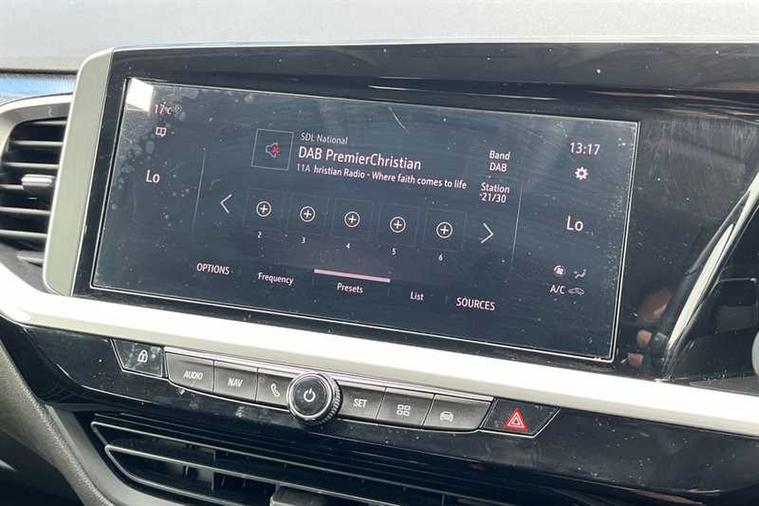 17°C
13:17
SDL National
DAB PremierChristian
11A hristian Radio - Where faith comes to life
Band
DAB
Station
21/30
Lo
Lo
2
3
4
5
6
OPTIONS
Frequency
Presets
List
SOURCES
A/C
AUDIO
NAV
SET